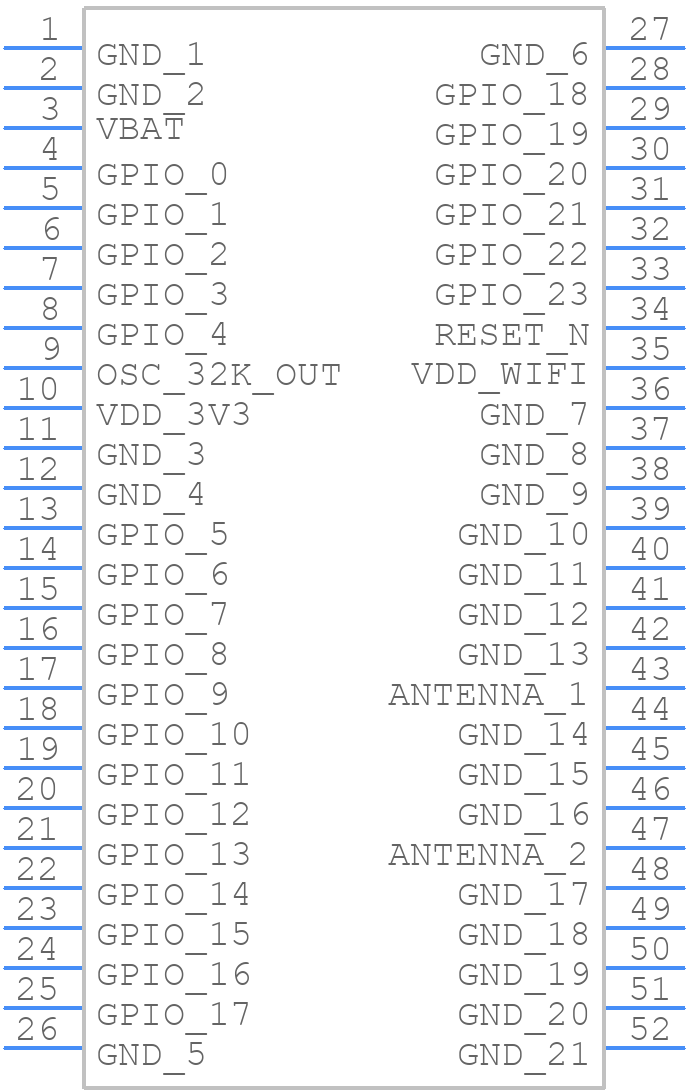 1 GND_1 GND_6 27
2 GND_2 GPIO_18 28
3 VBAT GPIO_19 29
4 GPIO_0 GPIO_20 30
5 GPIO_1 GPIO_21 31
6 GPIO_2 GPIO_22 32
7 GPIO_3 GPIO_23 33
8 GPIO_4 RESET_N 34
9 OSC_32K_OUT VDD_WIFI 35
10 VDD_3V3 GND_7 36
11 GND_3 GND_8 37
12 GND_4 GND_9 38
13 GPIO_5 GND_10 39
14 GPIO_6 GND_11 40
15 GPIO_7 GND_12 41
16 GPIO_8 GND_13 42
17 GPIO_9 ANTENNA_1 43
18 GPIO_10 GND_14 44
19 GPIO_11 GND_15 45
20 GPIO_12 GND_16 46
21 GPIO_13 ANTENNA_2 47
22 GPIO_14 GND_17 48
23 GPIO_15 GND_18 49
24 GPIO_16 GND_19 50
25 GPIO_17 GND_20 51
26 GND_5 GND_21 52